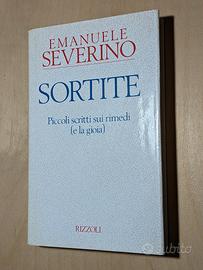 EMANUELE
SEVERINO
SORTITE
Piccoli scritti sui rimedi
(e la gioia)
RIZZOLI
subito